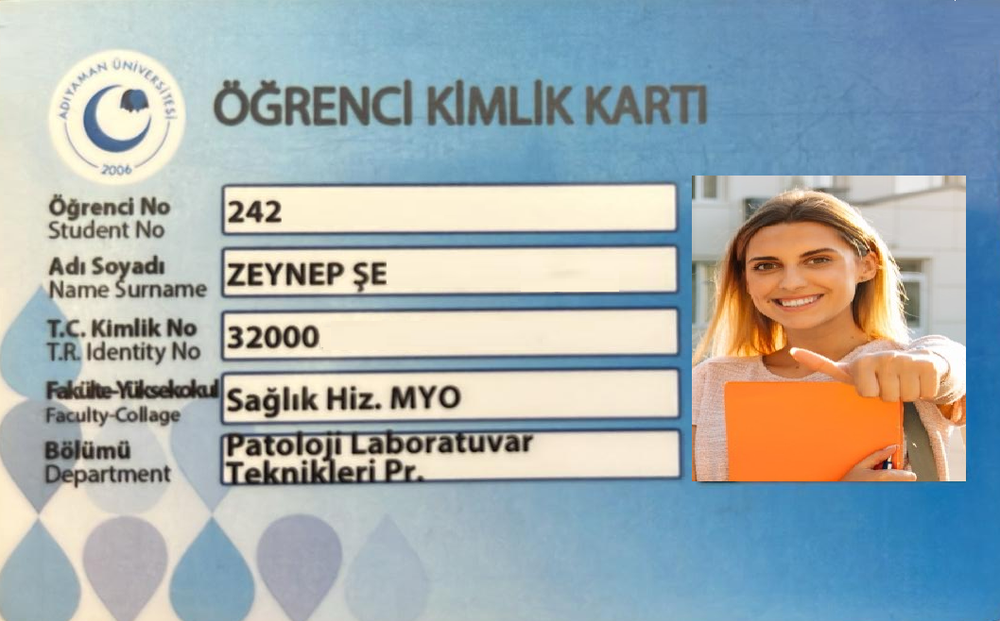 ADIYAMAN ÜNİVERSİTESİ
2006
ÖĞRENCİ KİMLİK KARTI
Öğrenci No
Student No
242
Adı Soyadı
Name Surname
ZEYNEP ŞE
T.C. Kimlik No
T.R. Identity No
32000
Fakülte-Yüksekokul
Faculty-Collage
Sağlık Hiz. MYO
Bölümü
Department
Patoloji Laboratuvar
Teknikleri Pr.